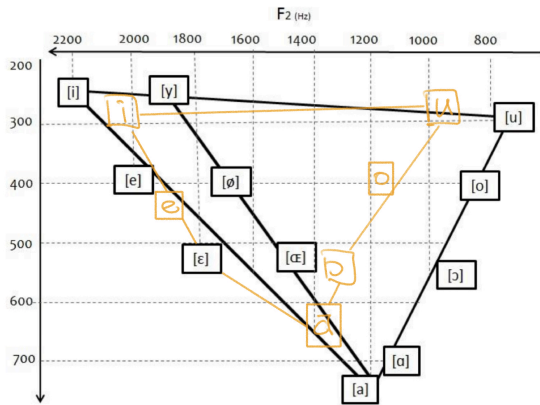 F2 (Hz)
2200 2000 1800 1600 1400 1200 1000 800
200
[i] i [y] u [u]
300
[e] [ø] o [o]
400
e
500 [ɛ] [œ] ɔ [ɔ]
600
ã
700 [a] [ɑ]